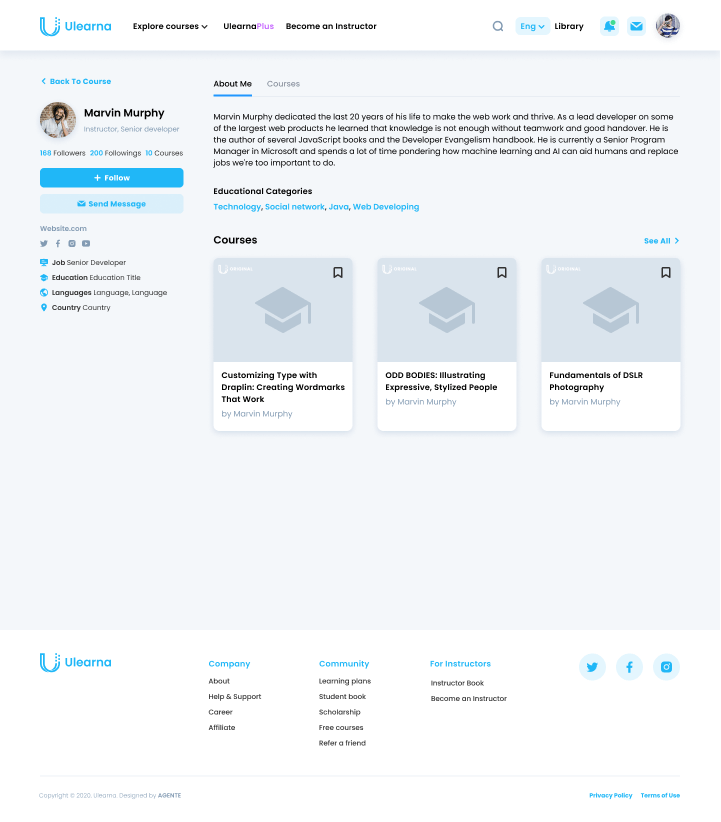 Ulearna
Explore courses
UlearnaPlus
Become an Instructor
Eng
Library
Back To Course
Marvin Murphy
Instructor, Senior developer
168 Followers 200 Followings 10 Courses
+ Follow
Send Message
Website.com
Job Senior Developer
Education Education Title
Languages Language, Language
Country Country
About Me
Courses
Marvin Murphy dedicated the last 20 years of his life to make the web work and thrive. As a lead developer on some
of the largest web products he learned that knowledge is not enough without teamwork and good handover. He is
the author of several JavaScript books and the Developer Evangelism handbook. He is currently a Senior Program
Manager in Microsoft and spends a lot of time pondering how machine learning and AI can aid humans and replace
jobs we're too important to do.
Educational Categories
Technology, Social network, Java, Web Developing
Courses
See All
Ulearna
Customizing Type with
Draplin: Creating Wordmarks
That Work
by Marvin Murphy
Ulearna
ODD BODIES: Illustrating
Expressive, Stylized People
by Marvin Murphy
Ulearna
Fundamentals of DSLR
Photography
by Marvin Murphy
Ulearna
Company
About
Help & Support
Career
Affiliate
Community
Learning plans
Student book
Scholarship
Free courses
Refer a friend
For Instructors
Instructor Book
Become an Instructor
Copyright © 2020, Ulearna. Designed by AGENTE
Privacy Policy
Terms of Use